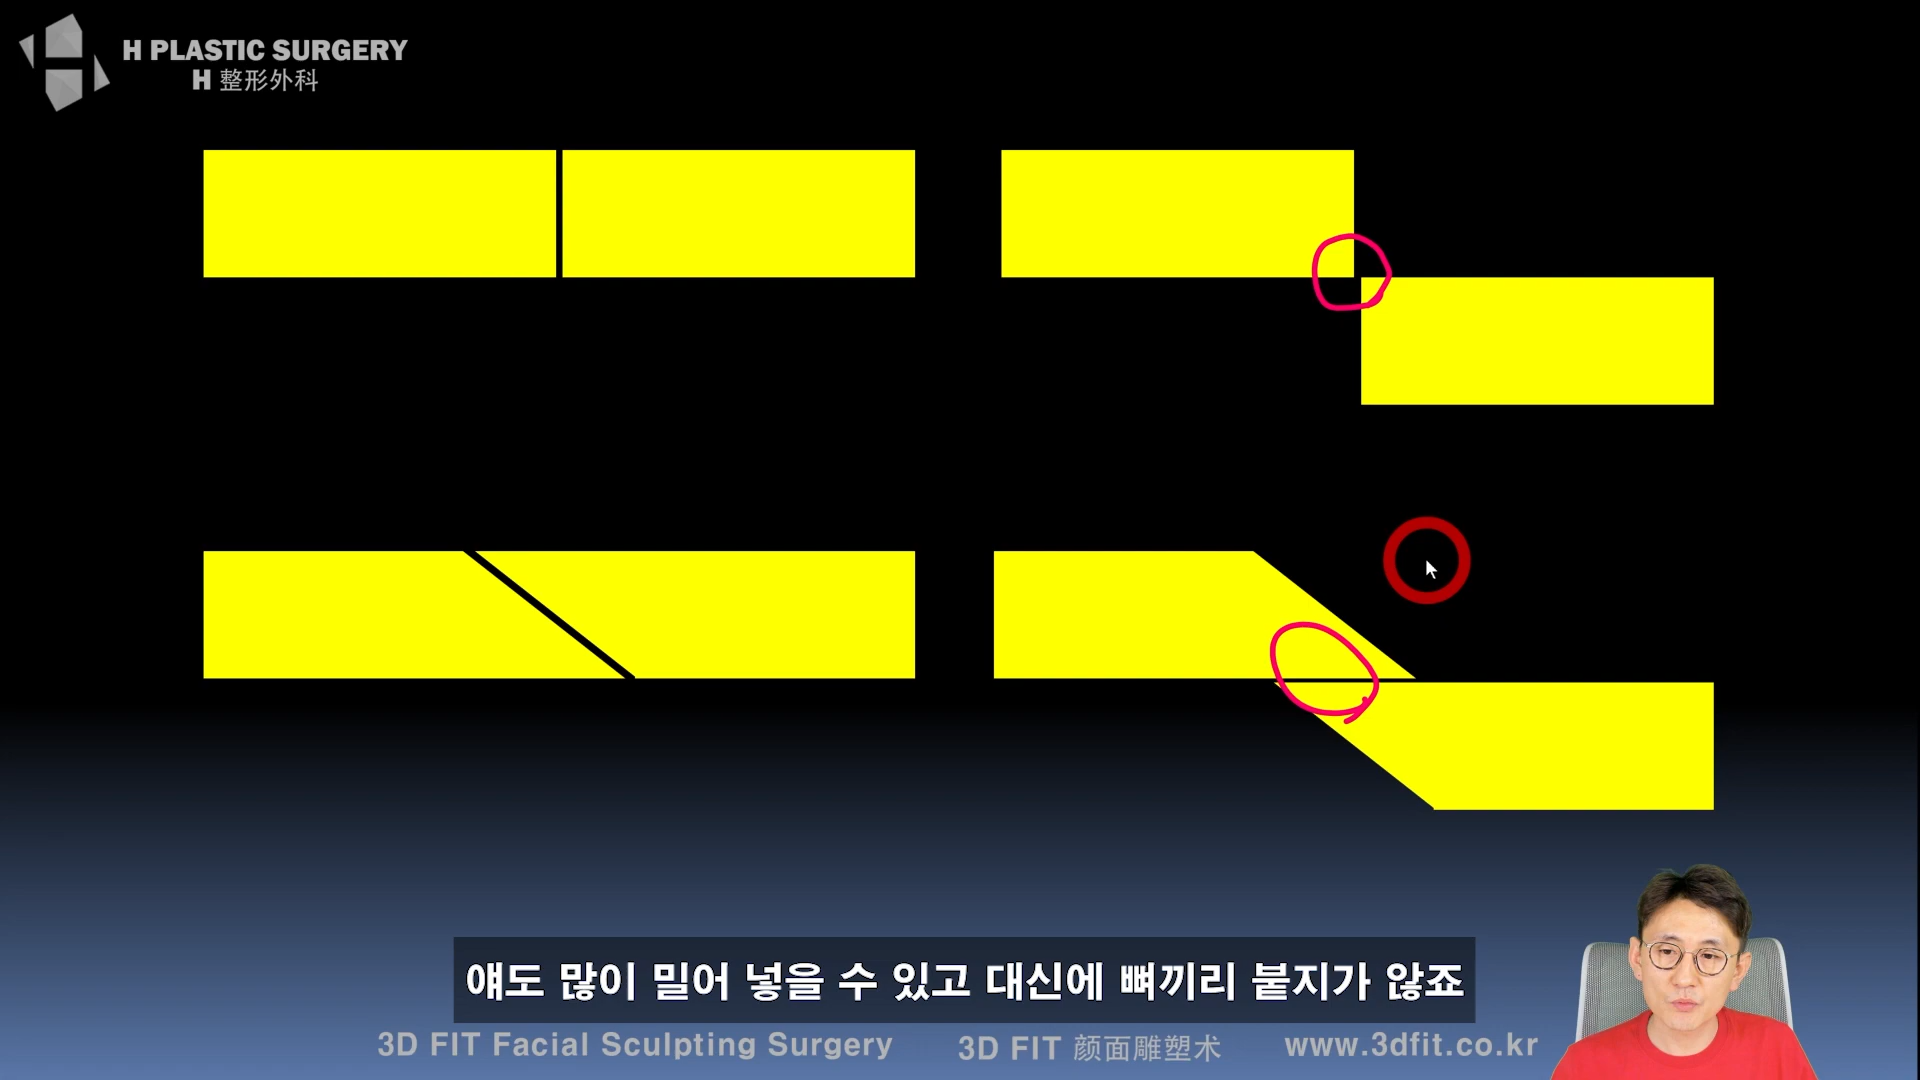 H PLASTIC SURGERY
H 整形外科
얘도 많이 밀어 넣을 수 있고 대신에 뼈끼리 붙지가 않죠
3D FIT Facial Sculpting Surgery 3D FIT 颜面雕塑术 www.3dfit.co.kr